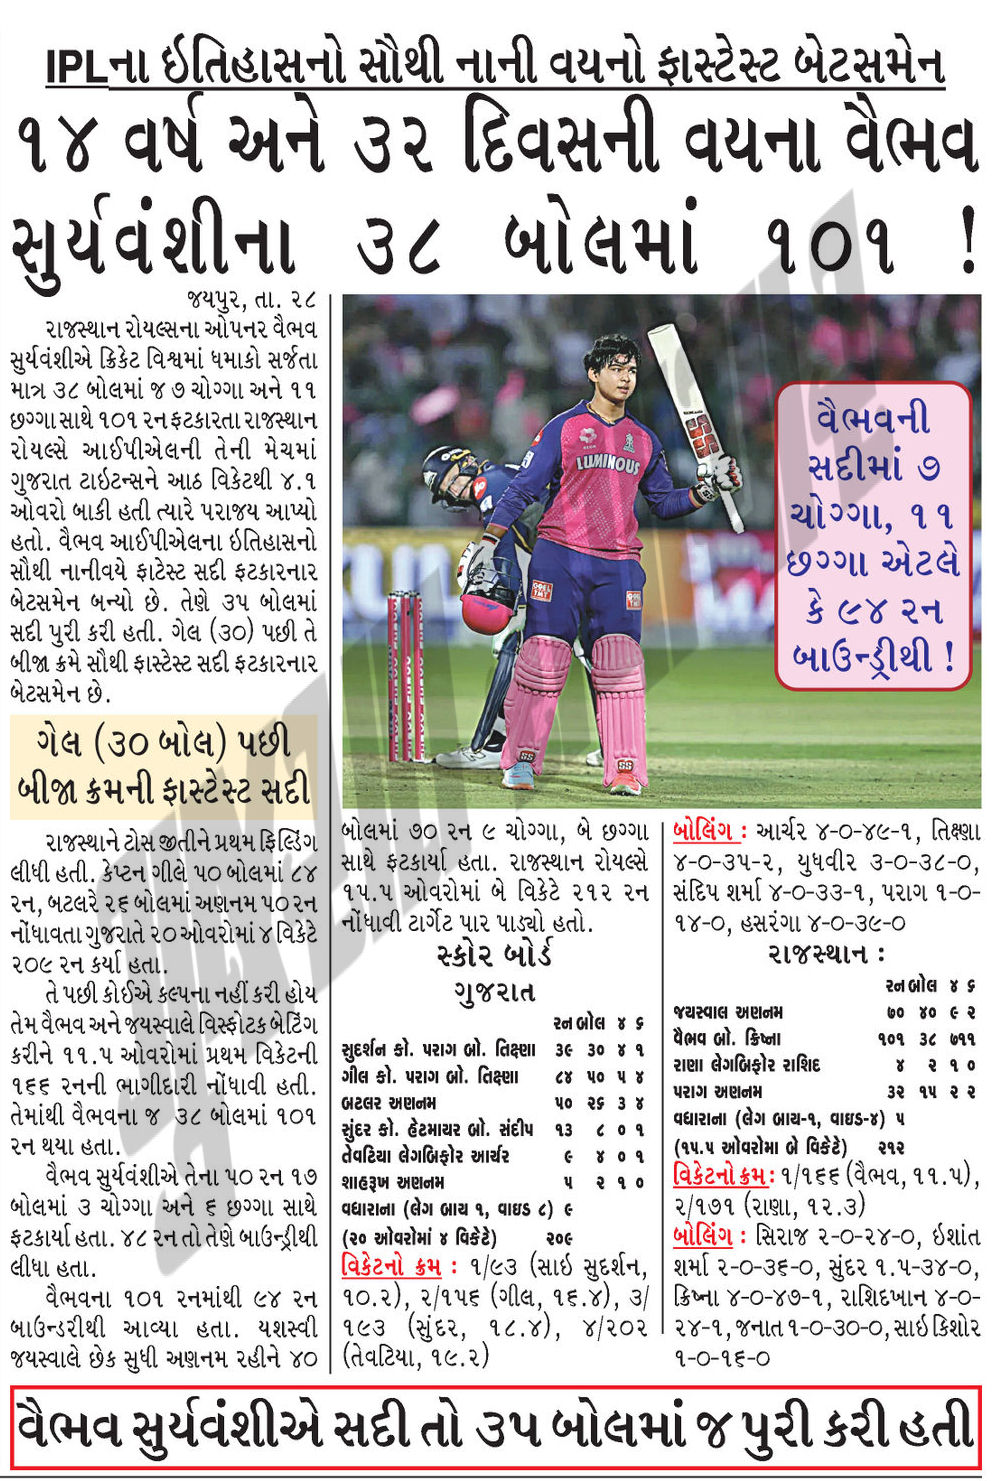 IPLના ઇતિહાસનો સૌથી નાની વયનો ફાસ્ટેસ્ટ બેટસમેન
૧૪ વર્ષ અને ૩૨ દિવસની વયના વૈભવ
સુર્યવંશીના ૩૮ બોલમાં ૧૦૧ !
જયપુર, તા. ૨૮
રાજસ્થાન રોયલ્સના ઓપનર વૈભવ
સુર્યવંશીએ ક્રિકેટ વિશ્વમાં ધમાકો સર્જતા
માત્ર ૩૮ બોલમાં જ ૭ ચોગ્ગા અને ૧૧
છગ્ગા સાથે ૧૦૧ રન ફટકારતા રાજસ્થાન
રોયલ્સે આઈપીએલની તેની મેચમાં
ગુજરાત ટાઇટન્સને આઠ વિકેટથી ૪.૧
ઓવરો બાકી હતી ત્યારે પરાજય આપ્યો
હતો. વૈભવ આઈપીએલના ઇતિહાસનો
સૌથી નાનીવયે ફાટેસ્ટ સદી ફટકારનાર
બેટસમેન બન્યો છે. તેણે ૩૫ બોલમાં
સદી પુરી કરી હતી. ગેલ (૩૦) પછી તે
બીજા ક્રમે સૌથી ફાસ્ટેસ્ટ સદી ફટકારનાર
બેટસમેન છે.
ગેલ (૩૦ બોલ) પછી
બીજા ક્રમની ફાસ્ટેસ્ટ સદી
રાજસ્થાને ટોસ જીતીને પ્રથમ ફિલ્ડિંગ
લીધી હતી. કેપ્ટન ગીલે ૫૦ બોલમાં ૮૪
રન, બટલરે ૨૬ બોલમાં અણનમ ૫૦ રન
નોંધાવતા ગુજરાતે ૨૦ ઓવરોમાં ૪ વિકેટે
૨૦૯ રન કર્યા હતા.
તે પછી કોઈએ કલ્પના નહીં કરી હોય
તેમ વૈભવ અને જયસ્વાલે વિસ્ફોટક બેટિંગ
કરીને ૧૧.૫ ઓવરોમાં પ્રથમ વિકેટની
૧૬૬ રનની ભાગીદારી નોંધાવી હતી.
તેમાંથી વૈભવના જ ૩૮ બોલમાં ૧૦૧
રન થયા હતા.
વૈભવ સુર્યવંશીએ તેના ૫૦ રન ૧૭
બોલમાં ૩ ચોગ્ગા અને ૬ છગ્ગા સાથે
ફટકાર્યા હતા. ૪૮ રન તો તેણે બાઉન્ડ્રીથી
લીધા હતા.
વૈભવના ૧૦૧ રનમાંથી ૯૪ રન
બાઉન્ડરીથી આવ્યા હતા. યશસ્વી
જયસ્વાલે છેક સુધી અણનમ રહીને ૪૦
LUMINOUS
વૈભવની
સદીમાં ૭
ચોગ્ગા, ૧૧
છગ્ગા એટલે
કે ૯૪ રન
બાઉન્ડ્રીથી !
બોલમાં ૭૦ રન ૯ ચોગ્ગા, બે છગ્ગા
સાથે ફટકાર્યા હતા. રાજસ્થાન રોયલ્સે
૧૫.૫ ઓવરોમાં બે વિકેટે ૨૧૨ રન
નોંધાવી ટાર્ગેટ પાર પાડ્યો હતો.
સ્કોર બોર્ડ
ગુજરાત
રન બોલ ૪ ૬
સુદર્શન કો. પરાગ બો. તિક્ષ્ણા ૩૯ ૩૦ ૪ ૧
ગીલ કો. પરાગ બો. તિક્ષ્ણા ૮૪ ૫૦ ૫ ૪
બટલર અણનમ ૫૦ ૨૬ ૩ ૪
સુંદર કો. હેટમાયર બો. સંદીપ ૧૩ ૮ ૦ ૧
તેવટિયા લેગબિફોર આર્ચર ૯ ૪ ૦ ૧
શાહરૂખ અણનમ ૫ ૨ ૧ ૦
વધારાના (લેગ બાય ૧, વાઇડ ૮) ૯
(૨૦ ઓવરોમાં ૪ વિકેટે) ૨૦૯
વિકેટનો ક્રમ : ૧/૯૩ (સાઇ સુદર્શન,
૧૦.૨), ૨/૧૫૬ (ગીલ, ૧૬.૪), ૩/
૧૯૩ (સુંદર, ૧૮.૪), ૪/૨૦૨
(તેવટિયા, ૧૯.૨)
બોલિંગ : આર્ચર ૪-૦-૪૯-૧, તિક્ષ્ણા
૪-૦-૩૫-૨, યુધવીર ૩-૦-૩૮-૦,
સંદિપ શર્મા ૪-૦-૩૩-૧, પરાગ ૧-૦-
૧૪-૦, હસરંગા ૪-૦-૩૯-૦
રાજસ્થાન :
રન બોલ ૪ ૬
જયસ્વાલ અણનમ ૭૦ ૪૦ ૯ ૨
વૈભવ બો. ક્રિષ્ના ૧૦૧ ૩૮ ૭૧૧
રાણા લેગબિફોર રાશિદ ૪ ૨ ૧ ૦
પરાગ અણનમ ૩૨ ૧૫ ૨ ૨
વધારાના (લેગ બાય-૧, વાઇડ-૪) ૫
(૧૫.૫ ઓવરોમા બે વિકેટે) ૨૧૨
વિકેટનો ક્રમ : ૧/૧૬૬ (વૈભવ, ૧૧.૫),
૨/૧૭૧ (રાણા, ૧૨.૩)
બોલિંગ : સિરાજ ૨-૦-૨૪-૦, ઇશાંત
શર્મા ૨-૦-૩૬-૦, સુંદર ૧.૫-૩૪-૦,
ક્રિષ્ના ૪-૦-૪૭-૧, રાશિદખાન ૪-૦-
૨૪-૧, જનાત ૧-૦-૩૦-૦, સાઇ કિશોર
૧-૦-૧૬-૦
વૈભવ સુર્યવંશીએ સદી તો ૩૫ બોલમાં જ પુરી કરી હતી